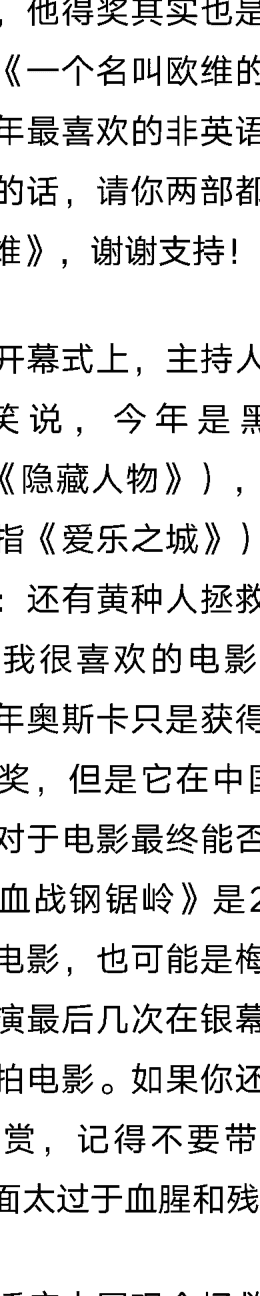 ，他得奖其实也是
《一个名叫欧维的
年最喜欢的非英语
的话，请你两部都
维》，谢谢支持！
开幕式上，主持人
笑说，今年是黑
《隐藏人物》），
指《爱乐之城》）
：还有黄种人拯救
我很喜欢的电影
年奥斯卡只是获得
奖，但是它在中国
对于电影最终能否
血战钢锯岭》是2
电影，也可能是梅
演最后几次在银幕
拍电影。如果你还
赏，记得不要带
面太过于血腥和残